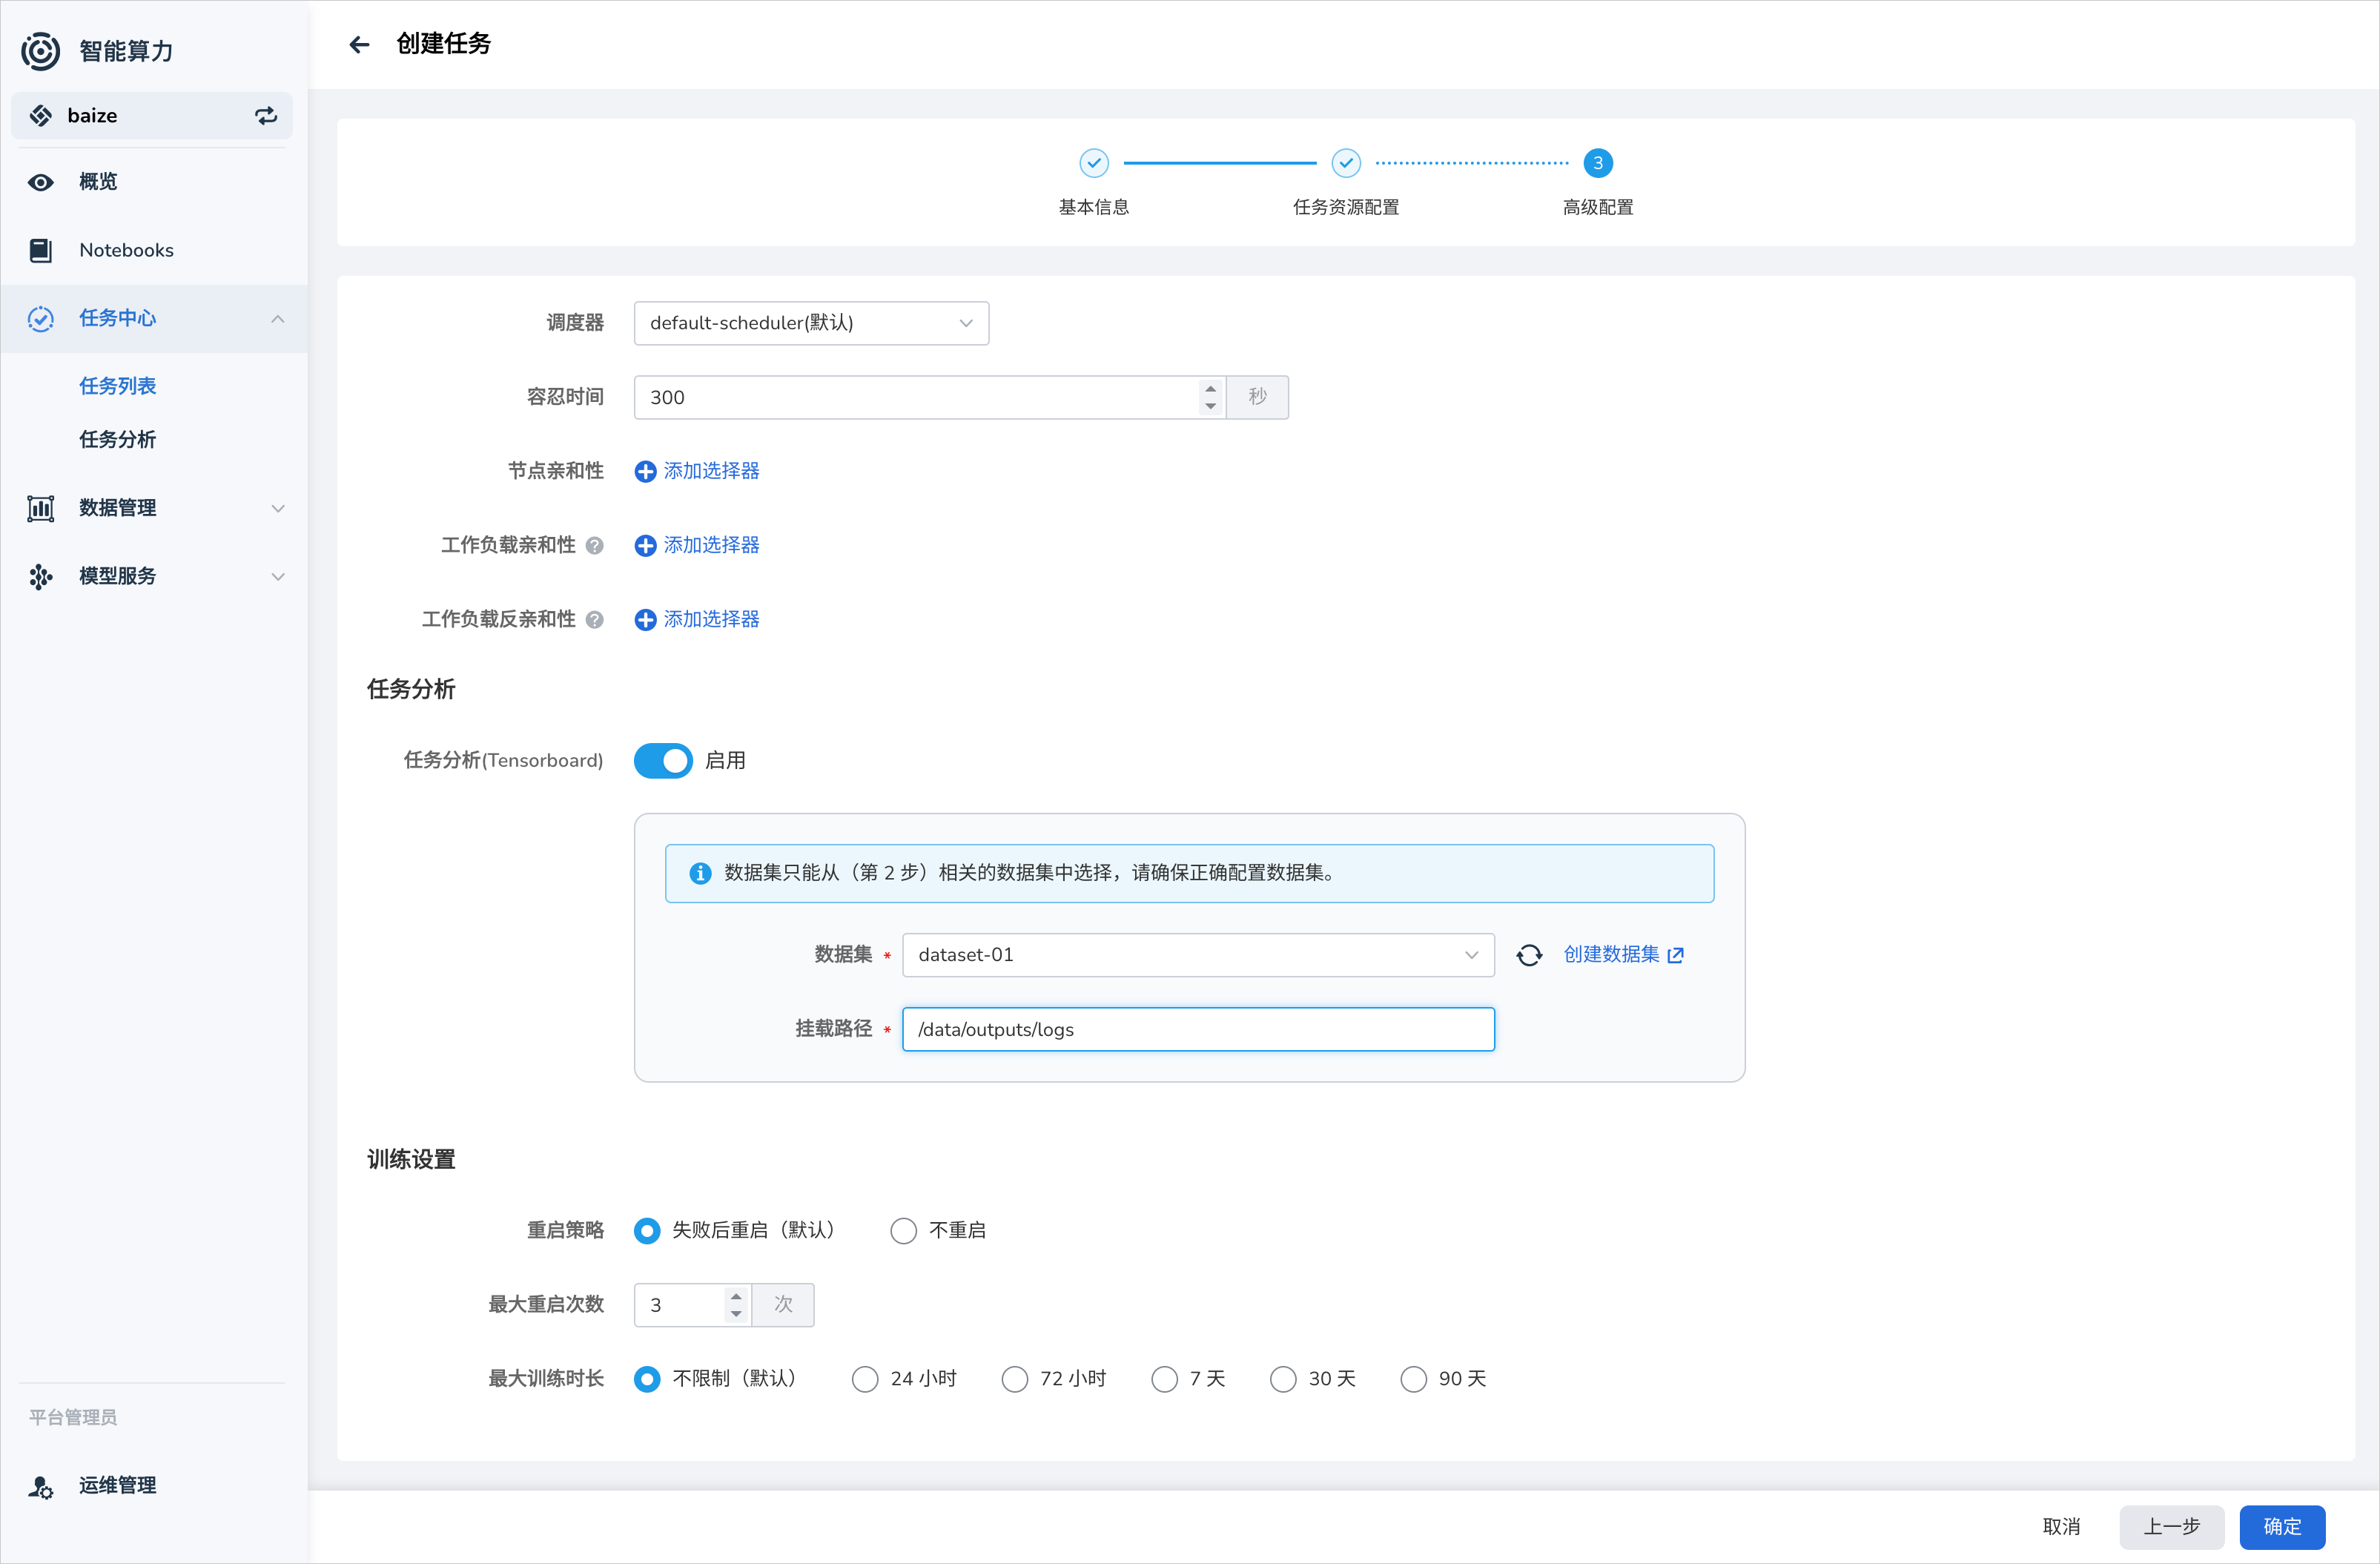 智能算力
baize
概览
Notebooks
任务中心
任务列表
任务分析
数据管理
模型服务
平台管理员
运维管理
创建任务
3
基本信息
任务资源配置
高级配置
调度器
default-scheduler(默认)
容忍时间
300
秒
节点亲和性
添加选择器
工作负载亲和性 ?
添加选择器
工作负载反亲和性 ?
添加选择器
任务分析
任务分析(Tensorboard)
启用
数据集只能从（第 2 步）相关的数据集中选择，请确保正确配置数据集。
数据集 *
dataset-01
创建数据集
挂载路径 *
/data/outputs/logs
训练设置
重启策略
失败后重启（默认）
不重启
最大重启次数
3
次
最大训练时长
不限制（默认）
24 小时
72 小时
7 天
30 天
90 天
取消
上一步
确定